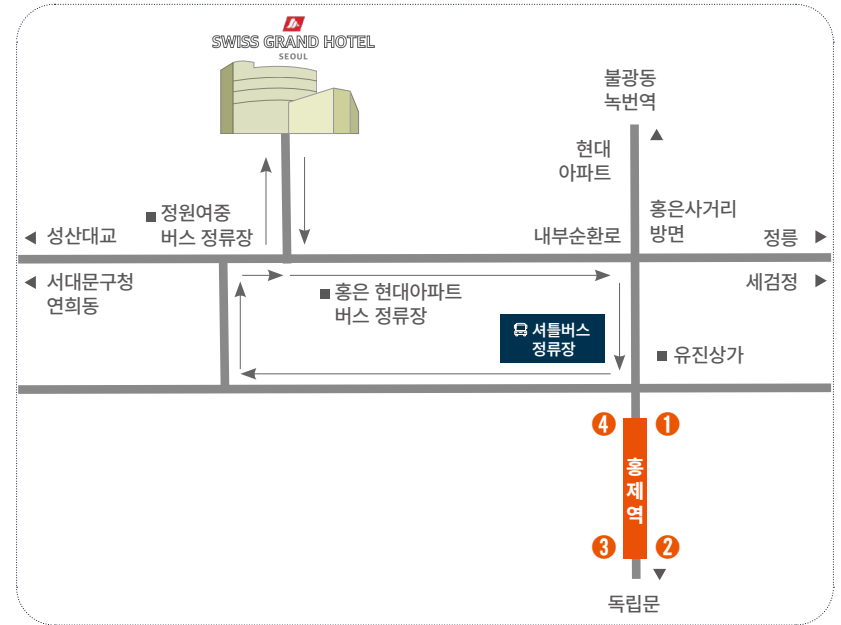 SWISS GRAND HOTEL
SEOUL
불광동
녹번역
현대
아파트
정원여중
버스 정류장
홍은사거리
방면
성산대교
내부순환로
정릉
서대문구청
연희동
세검정
홍은 현대아파트
버스 정류장
셔틀버스
정류장
유진상가
4
1
홍
제
역
3
2
독립문